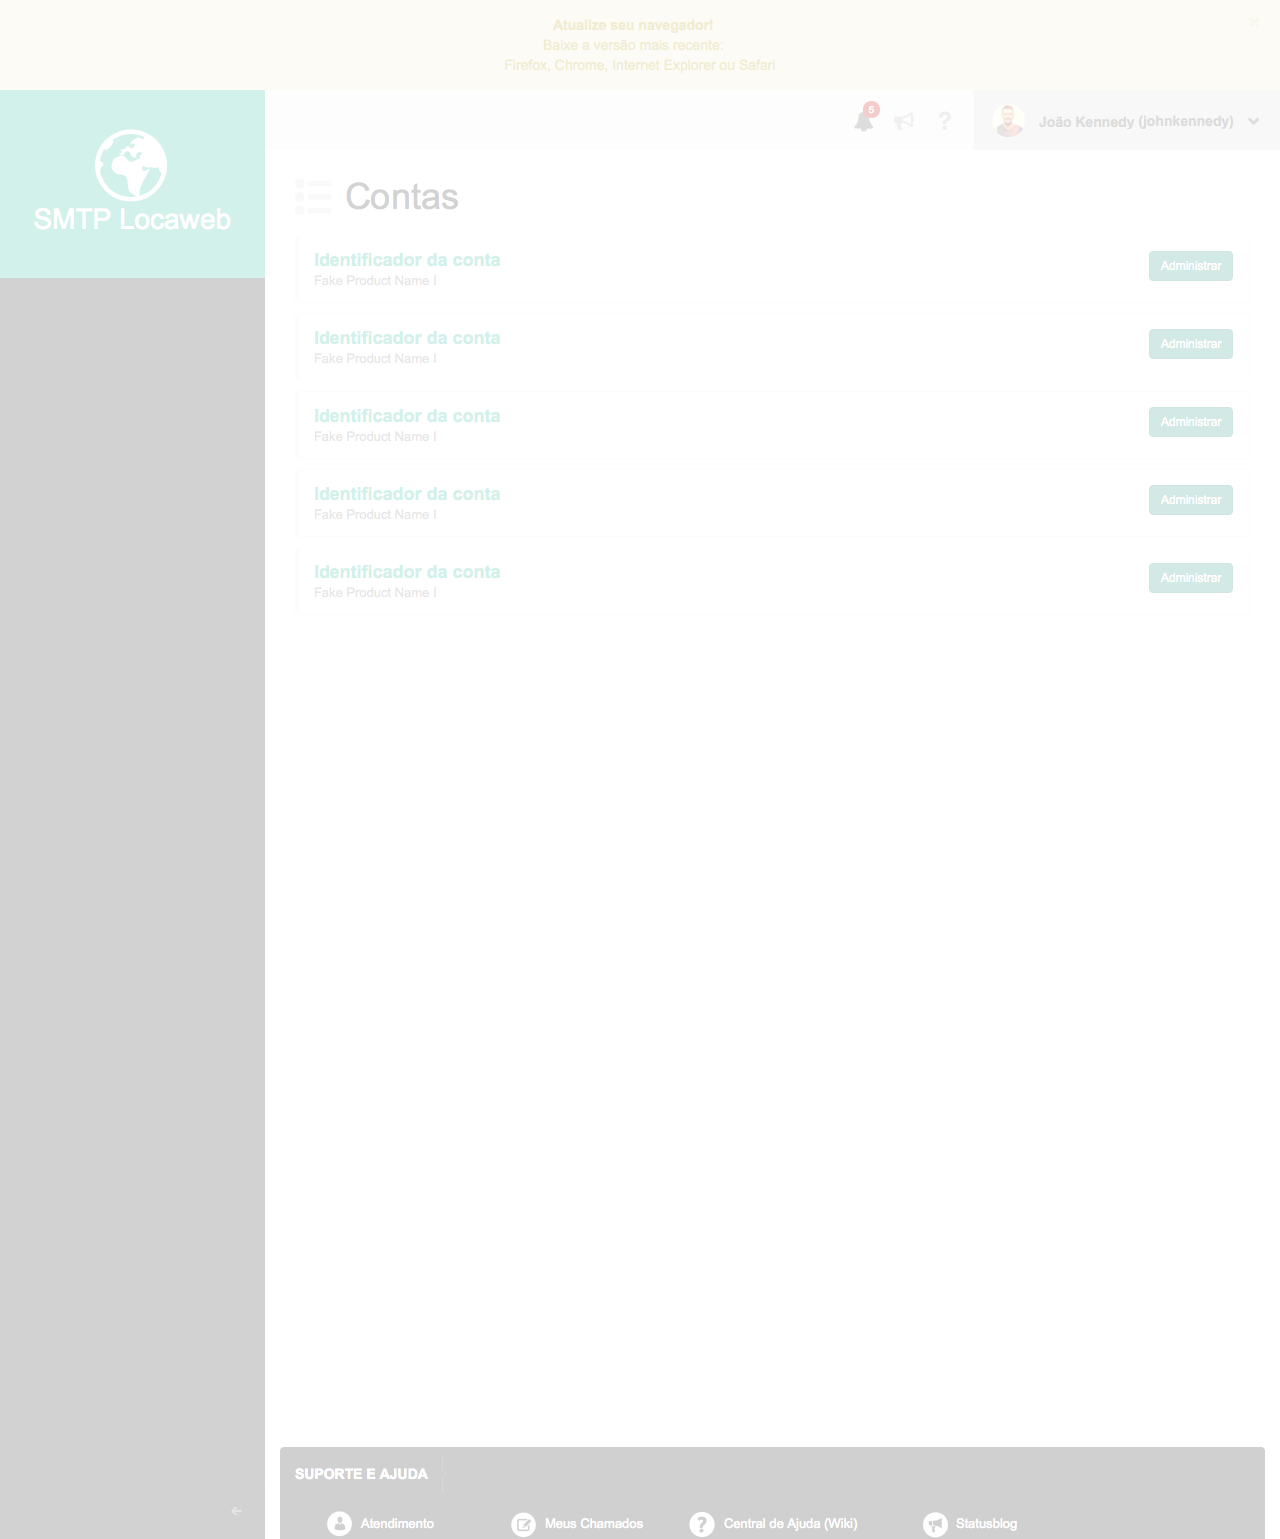 Atualize seu navegador!
Baixe a versão mais recente:
Firefox, Chrome, Internet Explorer ou Safari
×
5
?
João Kennedy (johnkennedy)
SMTP Locaweb
Contas
Identificador da conta
Fake Product Name I
Administrar
Identificador da conta
Fake Product Name I
Administrar
Identificador da conta
Fake Product Name I
Administrar
Identificador da conta
Fake Product Name I
Administrar
Identificador da conta
Fake Product Name I
Administrar
SUPORTE E AJUDA
Atendimento
Meus Chamados
? Central de Ajuda (Wiki)
Statusblog